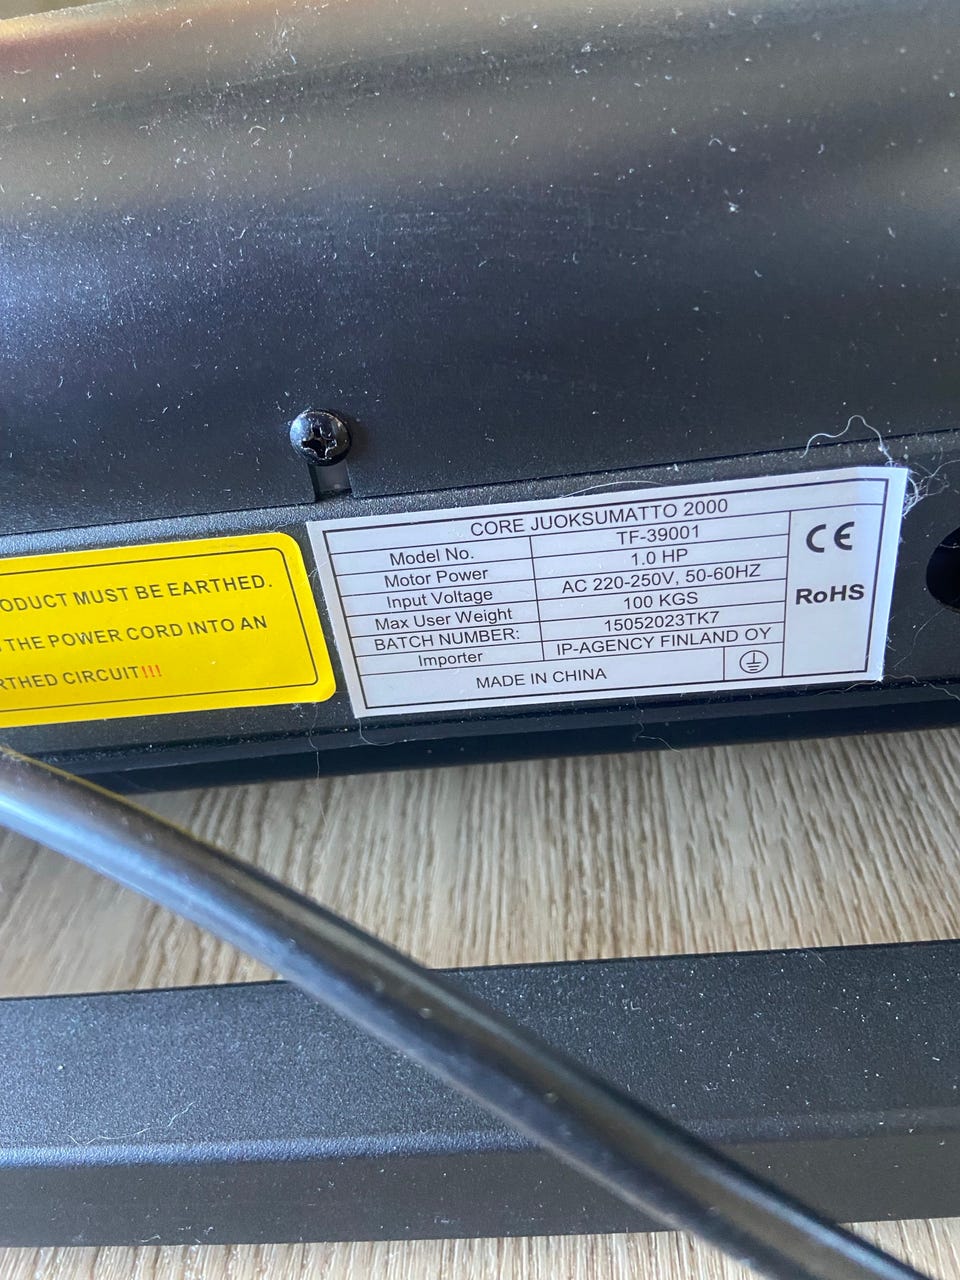 ODUCT MUST BE EARTHED.
THE POWER CORD INTO AN
RTHED CIRCUIT!!!
CORE JUOKSUMATTO 2000
Model No. TF-39001
Motor Power 1.0 HP
Input Voltage AC 220-250V, 50-60HZ
Max User Weight 100 KGS
BATCH NUMBER: 15052023TK7
Importer IP-AGENCY FINLAND OY
MADE IN CHINA
CE
RoHS